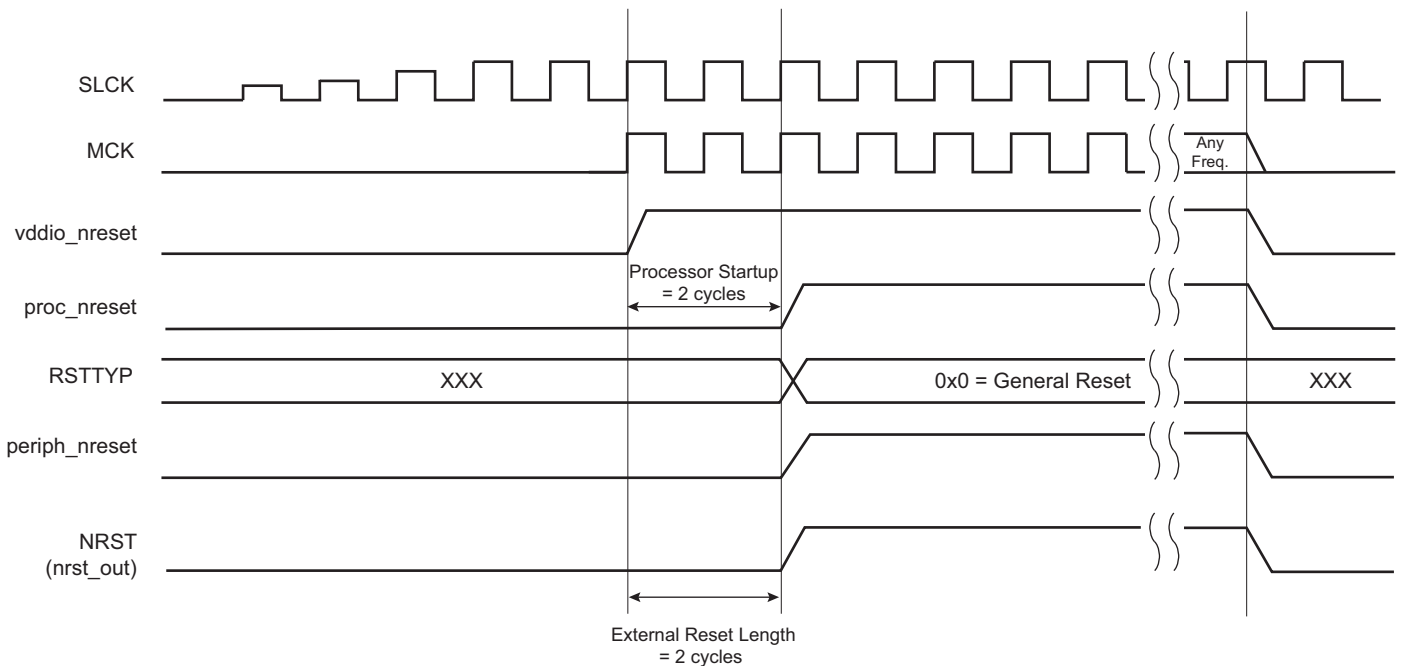 SLCK
MCK
Any
Freq.
vddio_nreset
Processor Startup
= 2 cycles
proc_nreset
RSTTYP
XXX
0x0 = General Reset
XXX
periph_nreset
NRST
(nrst_out)
External Reset Length
= 2 cycles